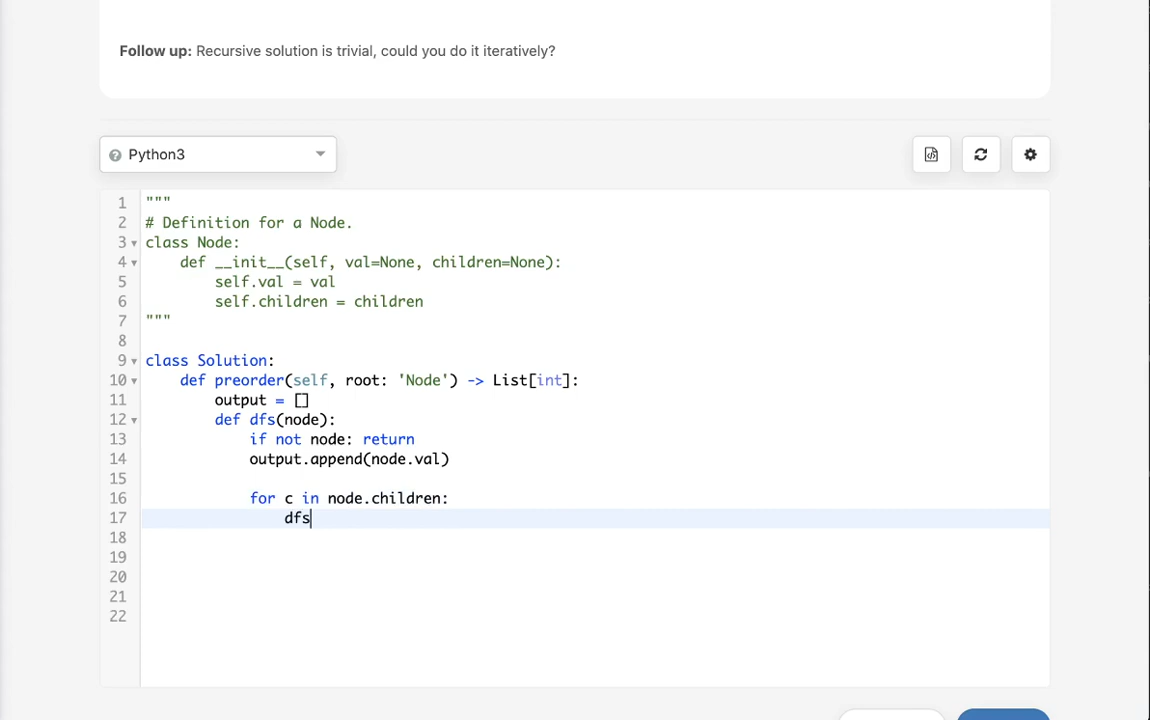 Follow up: Recursive solution is trivial, could you do it iteratively?
Python3
1 """
2 # Definition for a Node.
3 class Node:
4     def __init__(self, val=None, children=None):
5         self.val = val
6         self.children = children
7 """
8
9 class Solution:
10     def preorder(self, root: 'Node') -> List[int]:
11         output = []
12         def dfs(node):
13             if not node: return
14             output.append(node.val)
15
16             for c in node.children:
17                 dfs
18
19
20
21
22